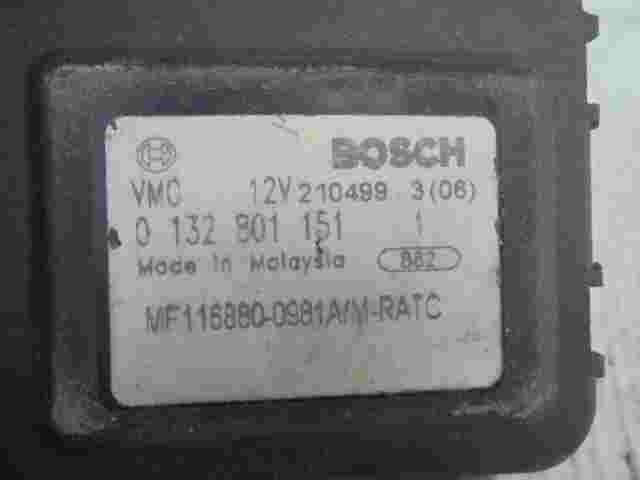 BOSCH
VMC 12V 210499 3(06)
0 132 801 151 1
Made in Malaysia 882
MF116880-0981A/M-RATC